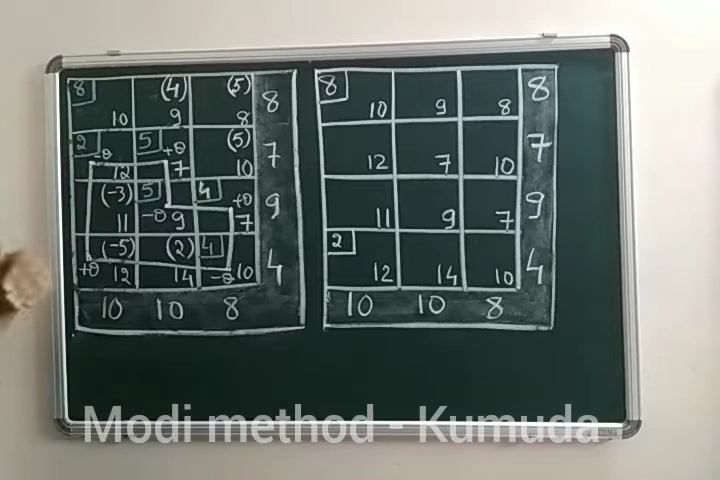 8 (4) (5)
10 9 8 8
2 5 (5)
-θ +θ
12 7 10 7
(-3) 5 4
-θ +θ
11 9 7 9
(-5) (2) 4
+θ -θ
12 14 10 4
10 10 8
8
10 9 8 8
12 7 10 7
11 9 7 9
2
12 14 10 4
10 10 8
Modi method - Kumuda